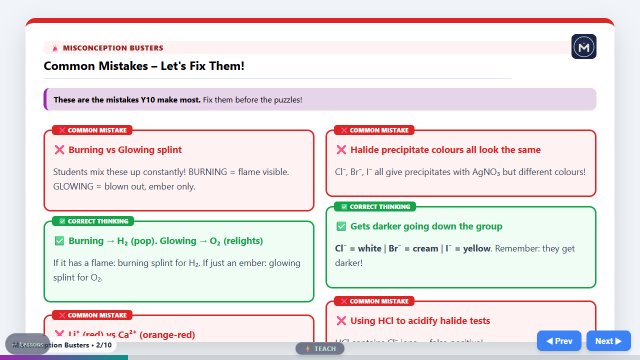 MISCONCEPTION BUSTERS
M
Common Mistakes – Let's Fix Them!
These are the mistakes Y10 make most. Fix them before the puzzles!
COMMON MISTAKE
Burning vs Glowing splint
Students mix these up constantly! BURNING = flame visible.
GLOWING = blown out, ember only.
CORRECT THINKING
Burning → H₂ (pop). Glowing → O₂ (relights)
If it has a flame: burning splint for H₂. If just an ember: glowing
splint for O₂.
COMMON MISTAKE
Li⁺ (red) vs Ca²⁺ (orange-red)
COMMON MISTAKE
Halide precipitate colours all look the same
Cl⁻, Br⁻, I⁻ all give precipitates with AgNO₃ but different colours!
CORRECT THINKING
Gets darker going down the group
Cl⁻ = white | Br⁻ = cream | I⁻ = yellow. Remember: they get
darker!
COMMON MISTAKE
Using HCl to acidify halide tests
Lessons
ception Busters • 2/10
TEACH
◀ Prev
Next ▶